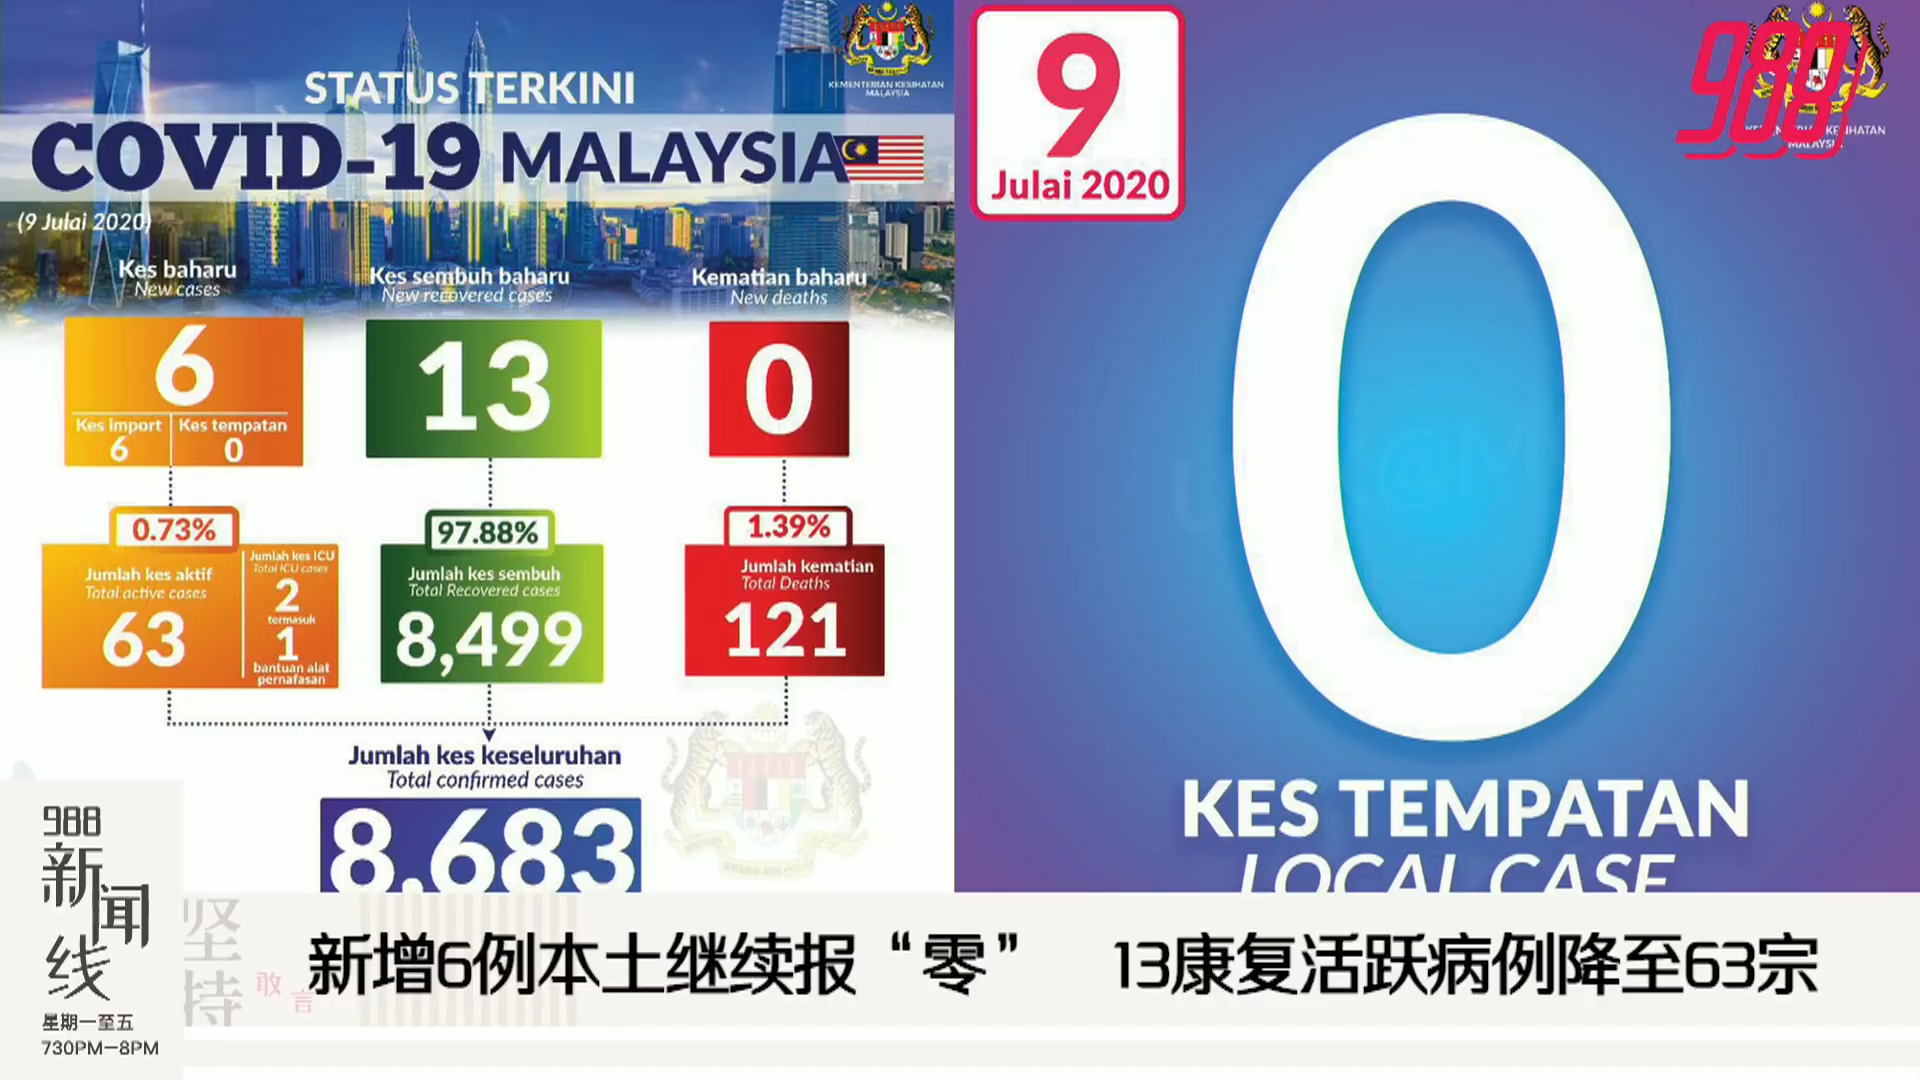 STATUS TERKINI
COVID-19 MALAYSIA
(9 Julai 2020)
KEMENTERIAN KESIHATAN
MALAYSIA
Kes baharu
New cases
6
Kes import
6
Kes tempatan
0
Kes sembuh baharu
New recovered cases
13
Kematian baharu
New deaths
0
0.73%
Jumlah kes aktif
Total active cases
63
Jumlah kes ICU
Total ICU cases
2
termasuk
1
bantuan alat
pernafasan
97.88%
Jumlah kes sembuh
Total Recovered cases
8,499
1.39%
Jumlah kematian
Total Deaths
121
Jumlah kes keseluruhan
Total confirmed cases
8,683
9
Julai 2020
988
0
KES TEMPATAN
LOCAL CASE
988
新闻线
星期一至五
730PM-8PM
坚持
敢言
新增6例本土继续报“零” 13康复活跃病例降至63宗